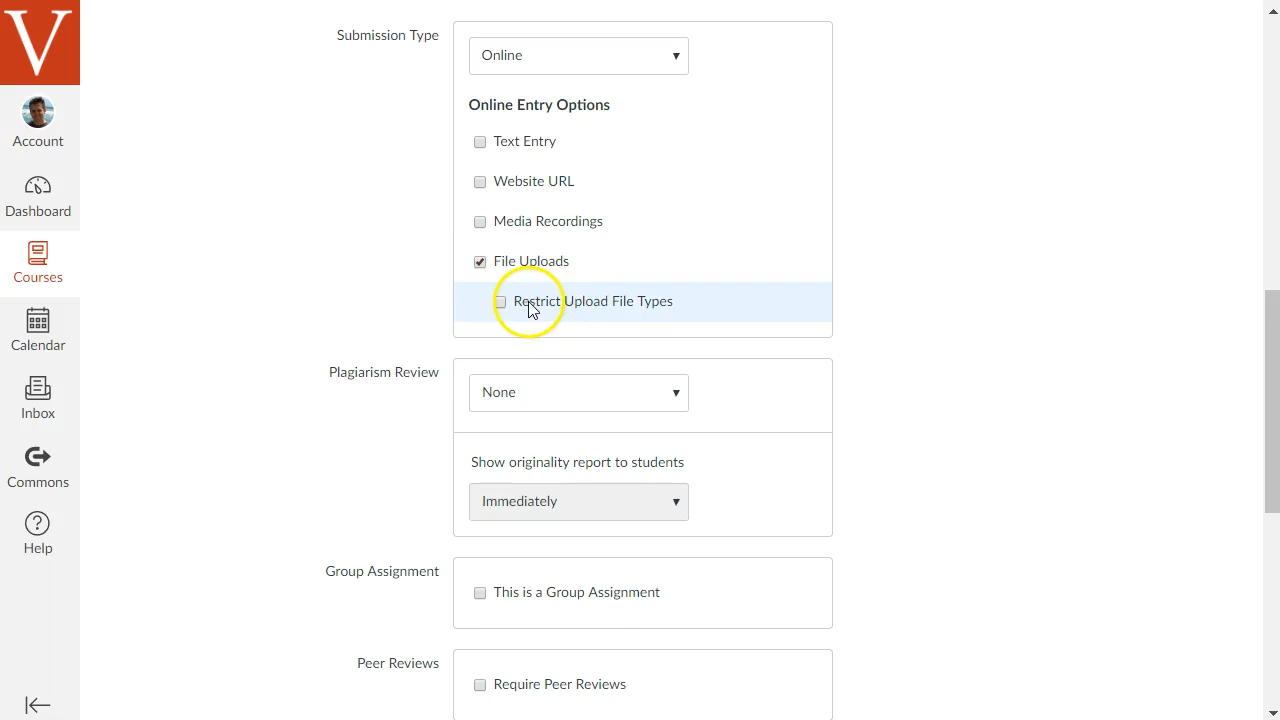 V
Account
Dashboard
Courses
Calendar
Inbox
Commons
Help
Submission Type
Online
Online Entry Options
Text Entry
Website URL
Media Recordings
File Uploads
Restrict Upload File Types
Plagiarism Review
None
Show originality report to students
Immediately
Group Assignment
This is a Group Assignment
Peer Reviews
Require Peer Reviews